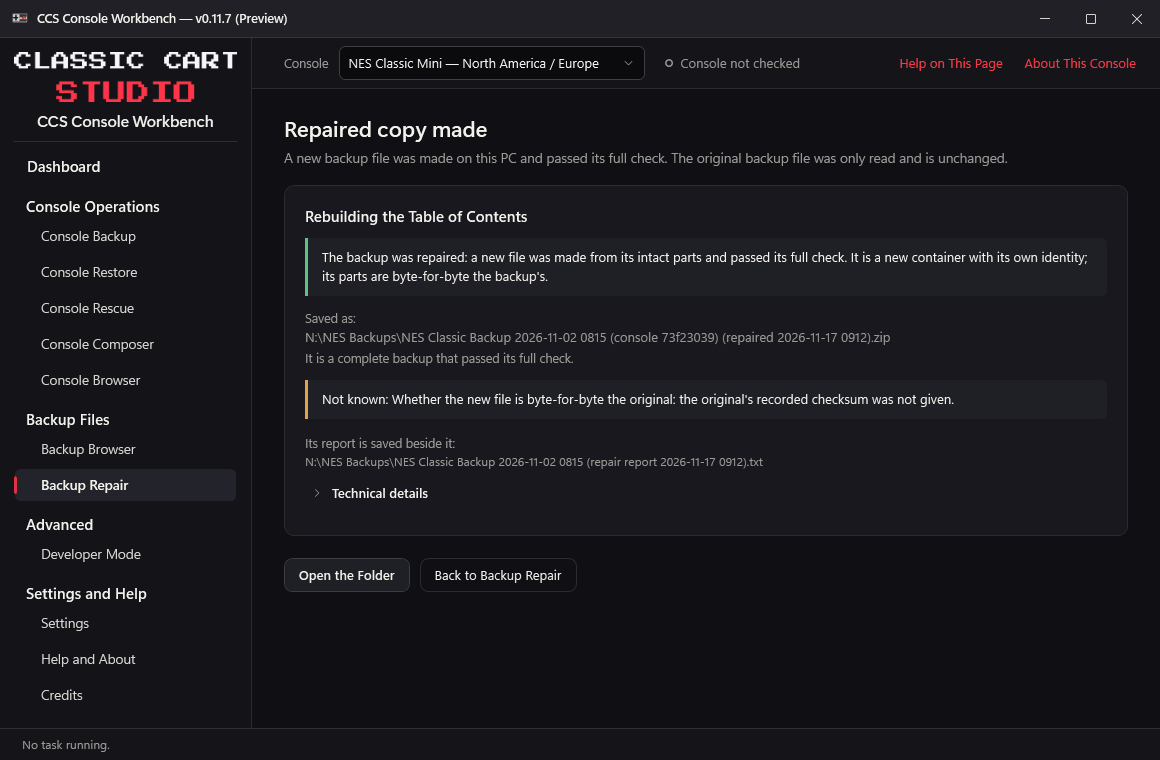 CCS Console Workbench — v0.11.7 (Preview)
CLASSIC CART
STUDIO
CCS Console Workbench
Dashboard
Console Operations
Console Backup
Console Restore
Console Rescue
Console Composer
Console Browser
Backup Files
Backup Browser
Backup Repair
Advanced
Developer Mode
Settings and Help
Settings
Help and About
Credits
Console
NES Classic Mini — North America / Europe
Console not checked
Help on This Page
About This Console
Repaired copy made
A new backup file was made on this PC and passed its full check. The original backup file was only read and is unchanged.
Rebuilding the Table of Contents
The backup was repaired: a new file was made from its intact parts and passed its full check. It is a new container with its own identity;
its parts are byte-for-byte the backup's.
Saved as:
N:\NES Backups\NES Classic Backup 2026-11-02 0815 (console 73f23039) (repaired 2026-11-17 0912).zip
It is a complete backup that passed its full check.
Not known: Whether the new file is byte-for-byte the original: the original's recorded checksum was not given.
Its report is saved beside it:
N:\NES Backups\NES Classic Backup 2026-11-02 0815 (repair report 2026-11-17 0912).txt
Technical details
Open the Folder
Back to Backup Repair
No task running.